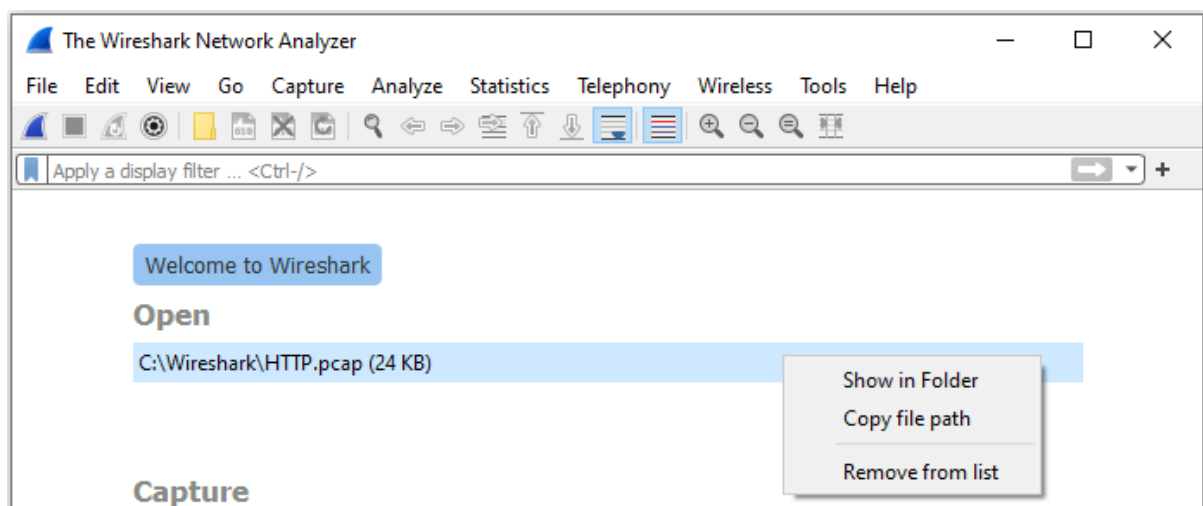 The Wireshark Network Analyzer
File Edit View Go Capture Analyze Statistics Telephony Wireless Tools Help
010
Apply a display filter ... <Ctrl-/>
+
Welcome to Wireshark
Open
C:\Wireshark\HTTP.pcap (24 KB)
Show in Folder
Copy file path
Remove from list
Capture